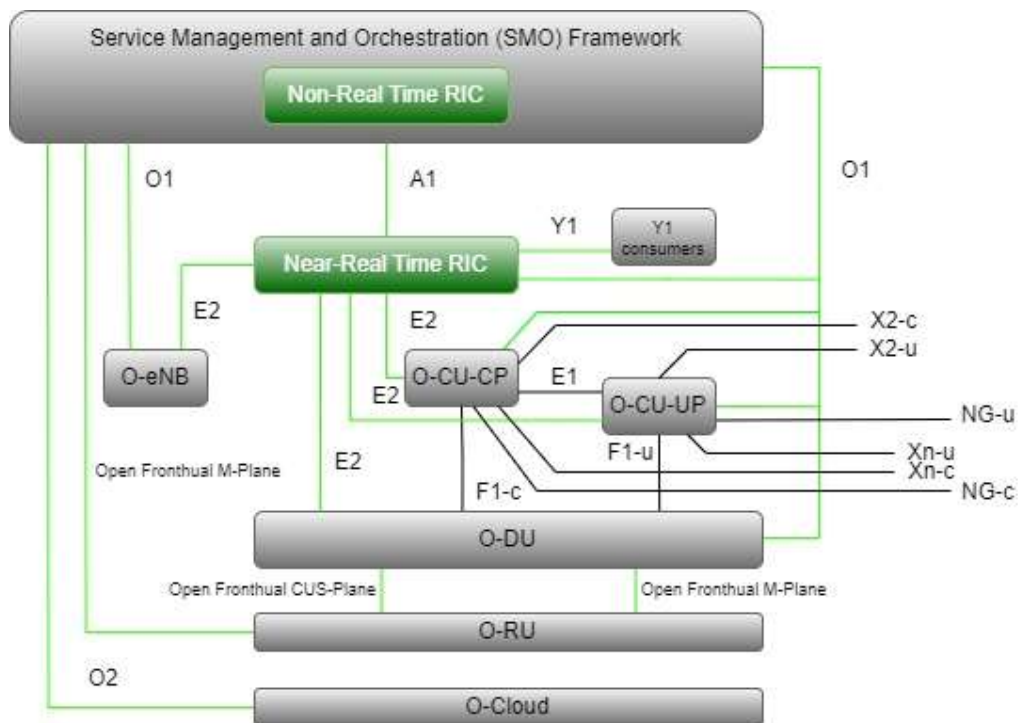 Service Management and Orchestration (SMO) Framework
Non-Real Time RIC
O1
A1
O1
Y1
Y1
consumers
Near-Real Time RIC
E2
E2
X2-c
X2-u
O-eNB
O-CU-CP
E1
E2
O-CU-UP
NG-u
F1-u
Xn-u
Open Fronthual M-Plane
E2
Xn-c
F1-c
NG-c
O-DU
Open Fronthual CUS-Plane
Open Fronthual M-Plane
O-RU
O2
O-Cloud